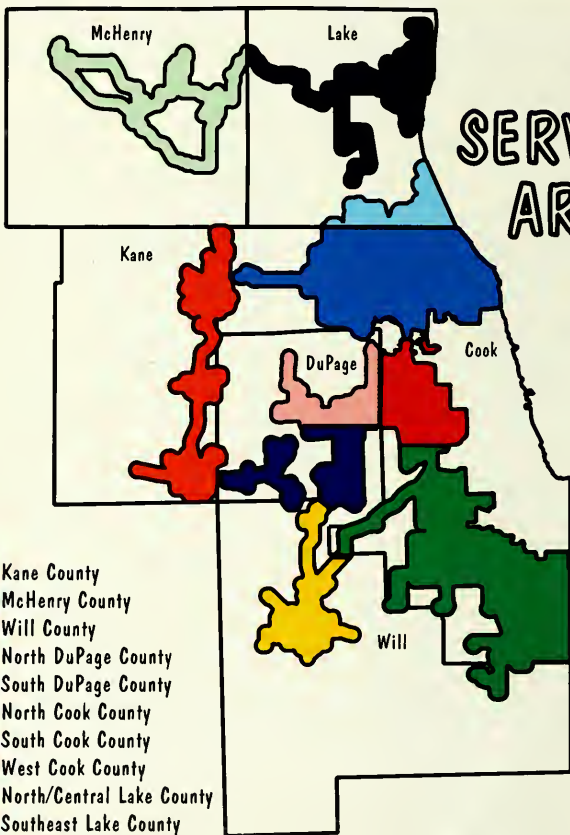 McHenry
Lake
SERV
AR
Kane
Cook
DuPage
Will
Kane County
McHenry County
Will County
North DuPage County
South DuPage County
North Cook County
South Cook County
West Cook County
North/Central Lake County
Southeast Lake County